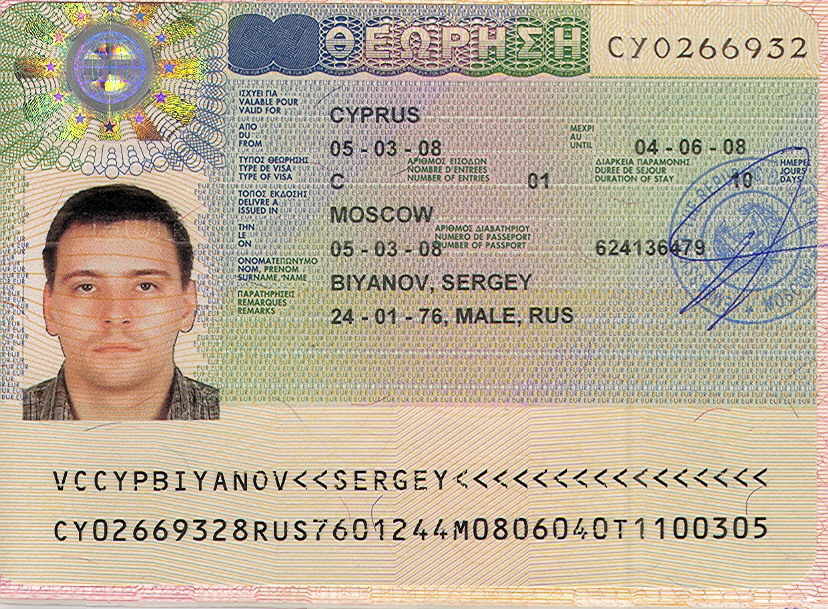 ΘΕΩΡΗΣΗ
CY0266932
ΙΣΧΥΕΙ ΓΙΑ
VALABLE POUR
VALID FOR
CYPRUS
ΑΠΟ
DU
FROM
05-03-08
ΜΕΧΡΙ
AU
UNTIL
04-06-08
ΤΥΠΟΣ ΘΕΩΡΗΣΗΣ
TYPE DE VISA
TYPE OF VISA
C
ΑΡΙΘΜΟΣ ΕΙΣΟΔΩΝ
NOMBRE D'ENTREES
NUMBER OF ENTRIES
01
ΔΙΑΡΚΕΙΑ ΠΑΡΑΜΟΝΗΣ
DUREE DE SEJOUR
DURATION OF STAY
10
ΗΜΕΡΕΣ
JOURS
DAYS
ΤΟΠΟΣ ΕΚΔΟΣΗΣ
DELIVRE A
ISSUED IN
MOSCOW
ΤΗΝ
LE
ON
05-03-08
ΑΡΙΘΜΟΣ ΔΙΑΒΑΤΗΡΙΟΥ
NUMERO DE PASSEPORT
NUMBER OF PASSPORT
624136479
ΟΝΟΜΑΤΕΠΩΝΥΜΟ
NOM, PRENOM
SURNAME, NAME
BIYANOV, SERGEY
ΠΑΡΑΤΗΡΗΣΕΙΣ
REMARQUES
REMARKS
24 - 01 - 76, MALE, RUS
VCCYPBIYANOV<<SERGEY<<<<<<<<<<<<<<<<
CY02669328RUS7601244M0806040T1100305